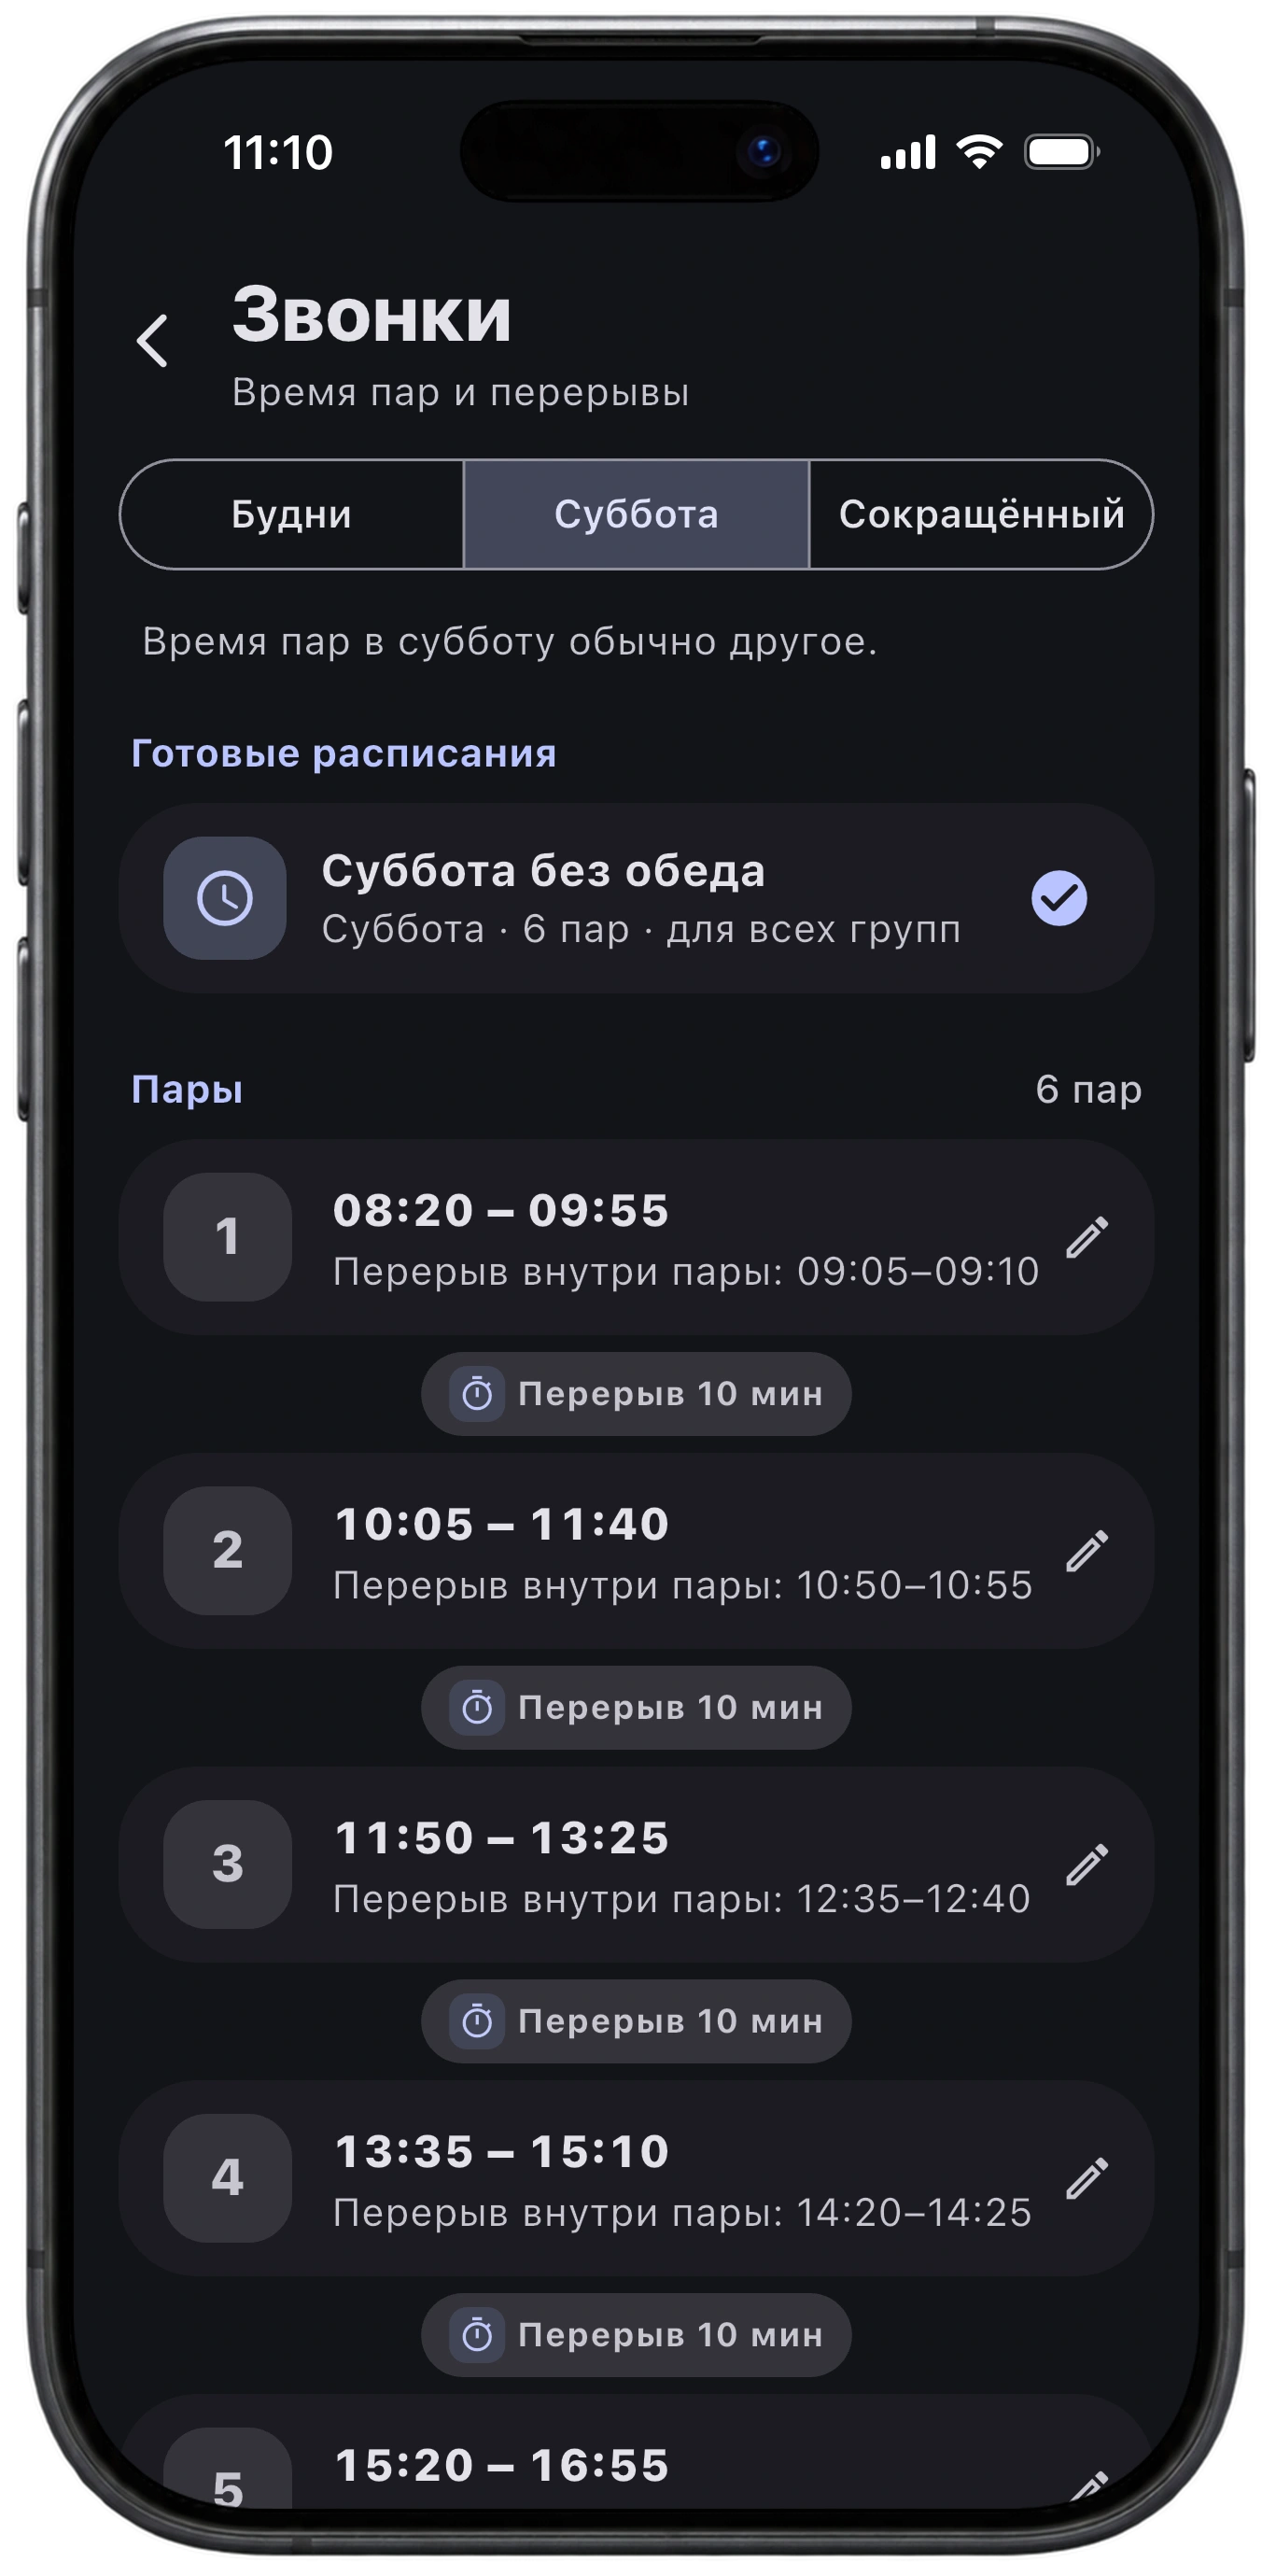 11:10
Звонки
Время пар и перерывы
Будни
Суббота
Сокращённый
Время пар в субботу обычно другое.
Готовые расписания
Суббота без обеда
Суббота · 6 пар · для всех групп
Пары
6 пар
1
08:20 – 09:55
Перерыв внутри пары: 09:05–09:10
Перерыв 10 мин
2
10:05 – 11:40
Перерыв внутри пары: 10:50–10:55
Перерыв 10 мин
3
11:50 – 13:25
Перерыв внутри пары: 12:35–12:40
Перерыв 10 мин
4
13:35 – 15:10
Перерыв внутри пары: 14:20–14:25
Перерыв 10 мин
5
15:20 – 16:55